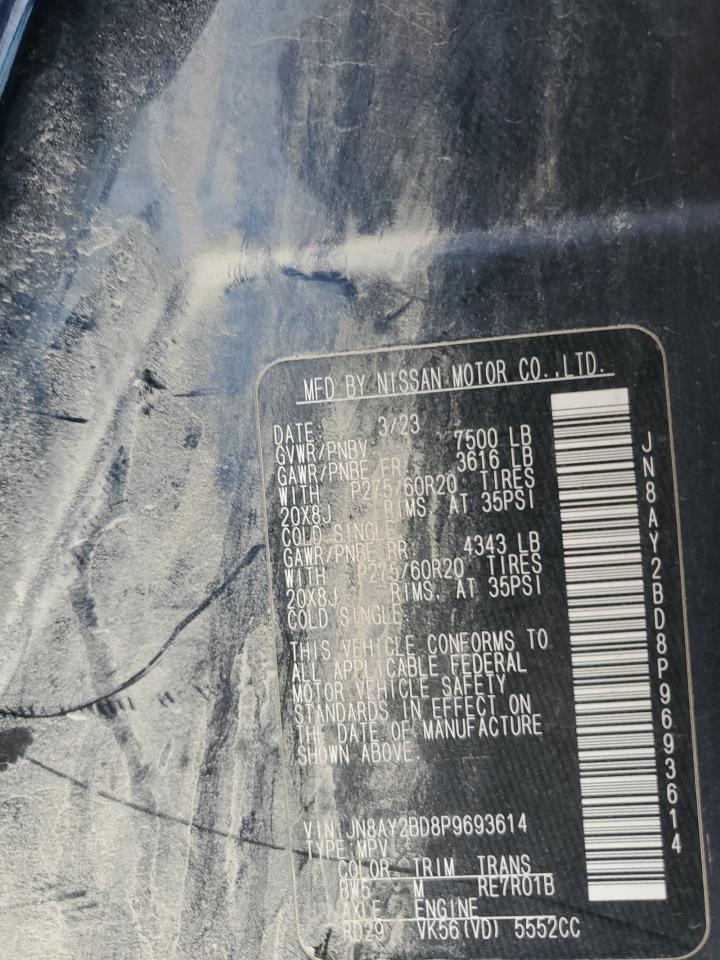 MFD BY NISSAN MOTOR CO.,LTD.
DATE: 3/23
GVWR/PNBV: 7500 LB
GAWR/PNBE FR 3616 LB
WITH P275/60R20 TIRES
20X8J RIMS, AT 35PSI
COLD SINGLE.
GAWR/PNBE RR: 4343 LB
WITH P275/60R20 TIRES
20X8J RIMS, AT 35PSI
COLD SINGLE.
THIS VEHICLE CONFORMS TO
ALL APPLICABLE FEDERAL
MOTOR VEHICLE SAFETY
STANDARDS IN EFFECT ON
THE DATE OF MANUFACTURE
SHOWN ABOVE.
VIN:JN8AY2BD8P9693614
TYPE:MPV
COLOR TRIM TRANS
BW5 M RE7R01B
AXLE ENGINE
RD29 VK56(VD) 5552CC
JN8AY2BD8P9693614